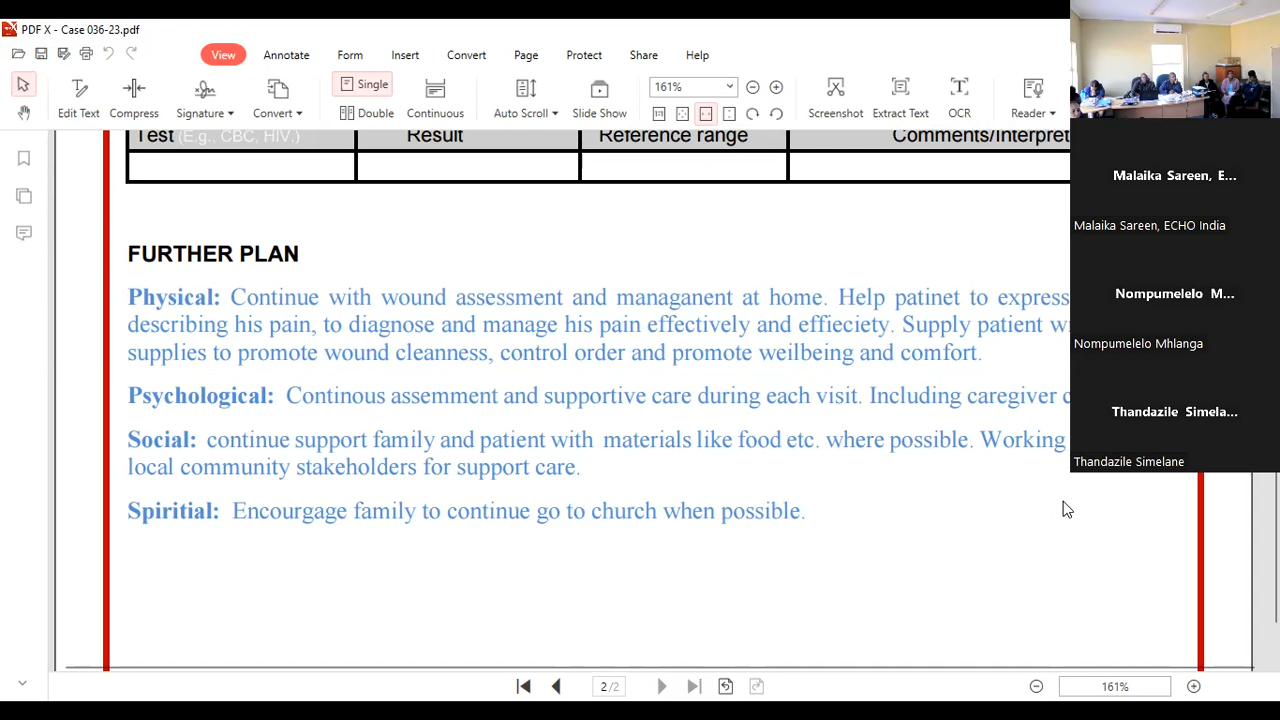 PDF X - Case 036-23.pdf
View Annotate Form Insert Convert Page Protect Share Help
Edit Text Compress Signature Convert Single Double Continuous Auto Scroll Slide Show 161% Screenshot Extract Text OCR Reader
Test (E.g., CBC, HIV.) Result Reference range Comments/Interpret
FURTHER PLAN
Physical: Continue with wound assessment and managanent at home. Help patinet to express
describing his pain, to diagnose and manage his pain effectively and effieciety. Supply patient w
supplies to promote wound cleanness, control order and promote weilbeing and comfort.
Psychological: Continous assemment and supportive care during each visit. Including caregiver
Social: continue support family and patient with materials like food etc. where possible. Working
local community stakeholders for support care.
Spiritial: Encourgage family to continue go to church when possible.
Malaika Sareen, E...
Malaika Sareen, ECHO India
Nompumelelo M...
Nompumelelo Mhlanga
Thandazile Simela...
Thandazile Simelane
2/2
161%